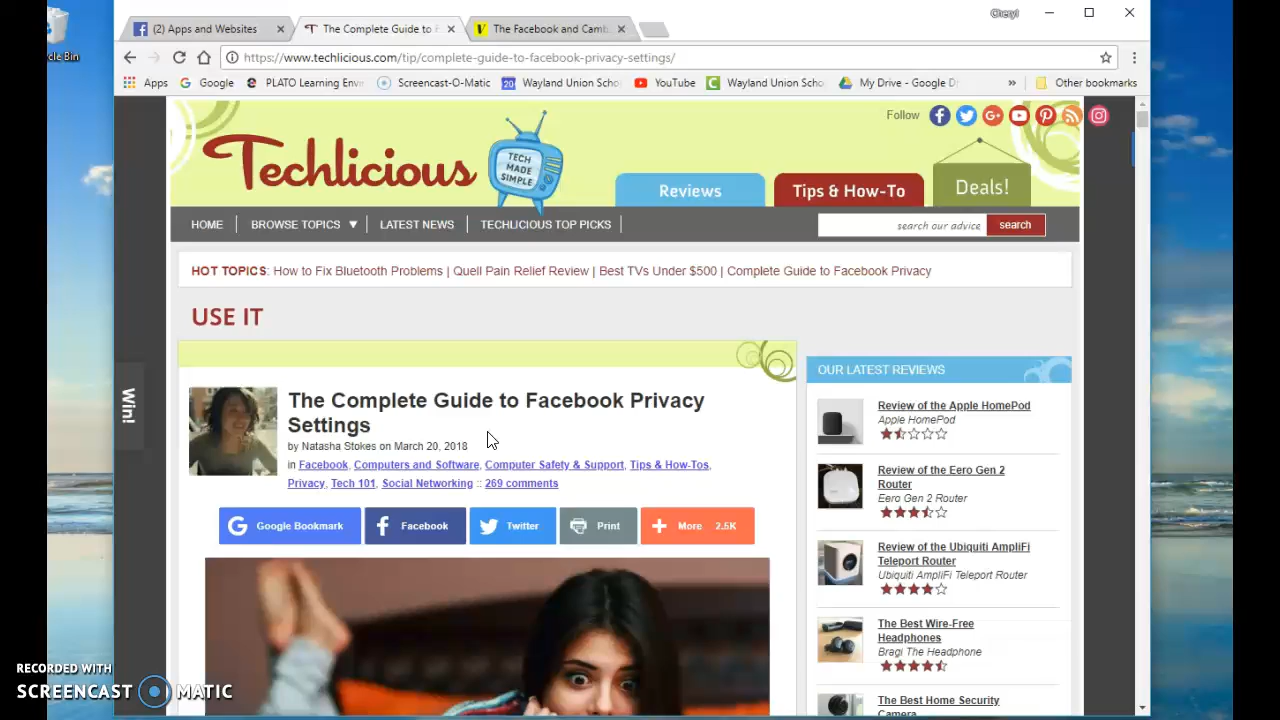 cle Bin
(2) Apps and Websites
The Complete Guide to F
The Facebook and Camb
Cheryl
https://www.techlicious.com/tip/complete-guide-to-facebook-privacy-settings/
Apps
Google
PLATO Learning Envir
Screencast-O-Matic
20
Wayland Union Scho
YouTube
Wayland Union Scho
My Drive - Google Dr
»
Other bookmarks
Techlicious
TECH
MADE
SIMPLE
Follow
Reviews
Tips & How-To
Deals!
HOME
BROWSE TOPICS ▼
LATEST NEWS
TECHLICIOUS TOP PICKS
search our advice
search
HOT TOPICS: How to Fix Bluetooth Problems | Quell Pain Relief Review | Best TVs Under $500 | Complete Guide to Facebook Privacy
USE IT
Win!
The Complete Guide to Facebook Privacy
Settings
by Natasha Stokes on March 20, 2018
in Facebook, Computers and Software, Computer Safety & Support, Tips & How-Tos,
Privacy, Tech 101, Social Networking :: 269 comments
Google Bookmark
Facebook
Twitter
Print
More 2.5K
OUR LATEST REVIEWS
Review of the Apple HomePod
Apple HomePod
Review of the Eero Gen 2
Router
Eero Gen 2 Router
Review of the Ubiquiti AmpliFi
Teleport Router
Ubiquiti AmpliFi Teleport Router
The Best Wire-Free
Headphones
Bragi The Headphone
The Best Home Security
Camera
RECORDED WITH
SCREENCAST MATIC